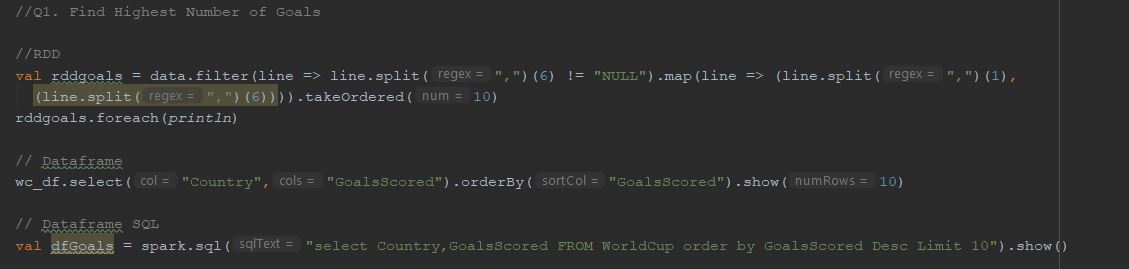 //Q1. Find Highest Number of Goals
//RDD
val rddgoals = data.filter(line => line.split( regex = ",")(6) != "NULL").map(line => (line.split( regex = ",")(1),
(line.split( regex = ",")(6)))).takeOrdered( num = 10)
rddgoals.foreach(println)
// Dataframe
wc_df.select( col = "Country", cols = "GoalsScored").orderBy( sortCol = "GoalsScored").show( numRows = 10)
// Dataframe SQL
val dfGoals = spark.sql( sqlText = "select Country,GoalsScored FROM WorldCup order by GoalsScored Desc Limit 10").show()